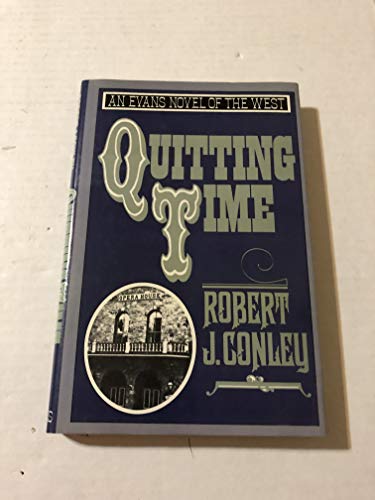 AN EVANS NOVEL OF THE WEST
QUITTING
TIME
OPERA HOUSE
ROBERT
J. CONLEY